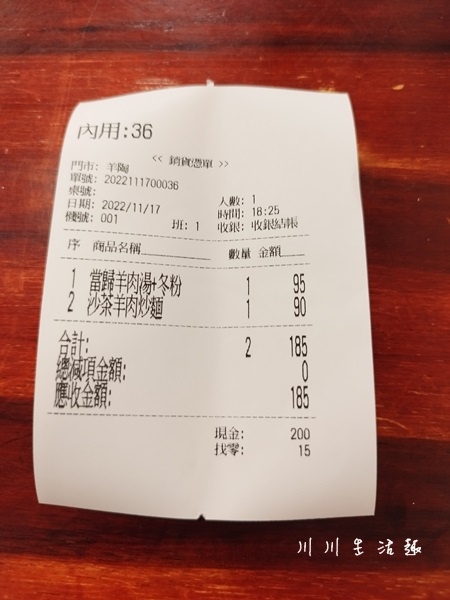 內用:36
<< 銷貨憑單 >>
門市: 羊陶
單號: 2022111700036
桌號:
人數: 1
日期: 2022/11/17
時間: 18:25
機號: 001
班: 1
收銀: 收銀結帳
序 商品名稱 數量 金額
1 當歸羊肉湯+冬粉 1 95
2 沙茶羊肉炒麵 1 90
合計: 2 185
總減項金額: 0
應收金額: 185
現金: 200
找零: 15
川川生活趣